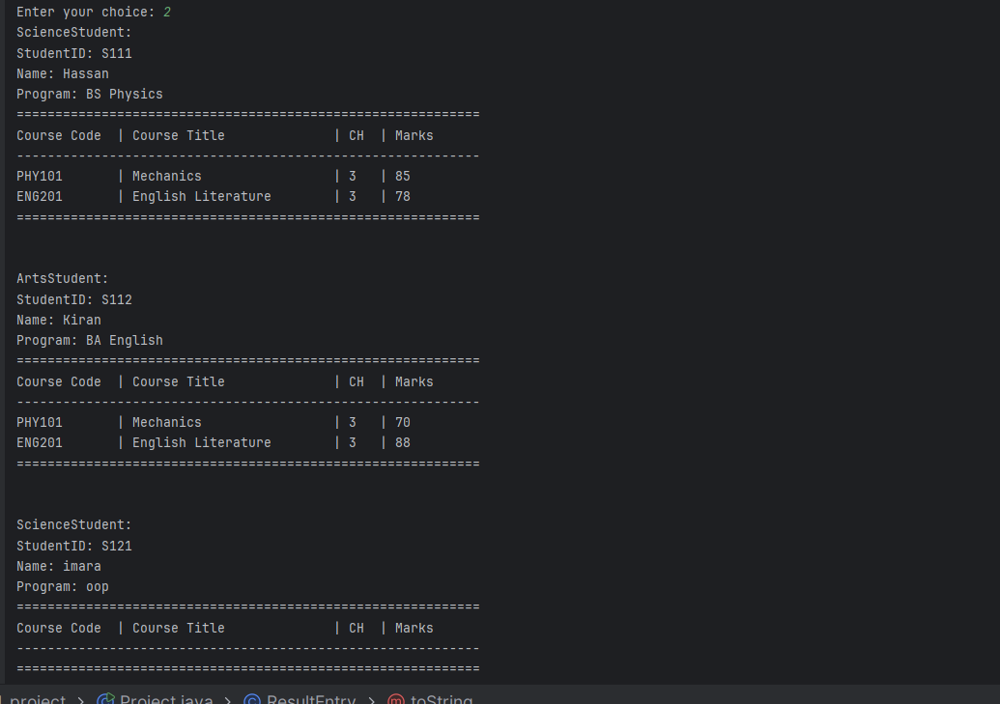 Enter your choice: 2
ScienceStudent:
StudentID: S111
Name: Hassan
Program: BS Physics
============================================================
Course Code  | Course Title              | CH  | Marks
------------------------------------------------------------
PHY101       | Mechanics                 | 3   | 85
ENG201       | English Literature        | 3   | 78
============================================================
ArtsStudent:
StudentID: S112
Name: Kiran
Program: BA English
============================================================
Course Code  | Course Title              | CH  | Marks
------------------------------------------------------------
PHY101       | Mechanics                 | 3   | 70
ENG201       | English Literature        | 3   | 88
============================================================
ScienceStudent:
StudentID: S121
Name: imara
Program: oop
============================================================
Course Code  | Course Title              | CH  | Marks
------------------------------------------------------------
============================================================
project > Project.java > ResultEntry > toString